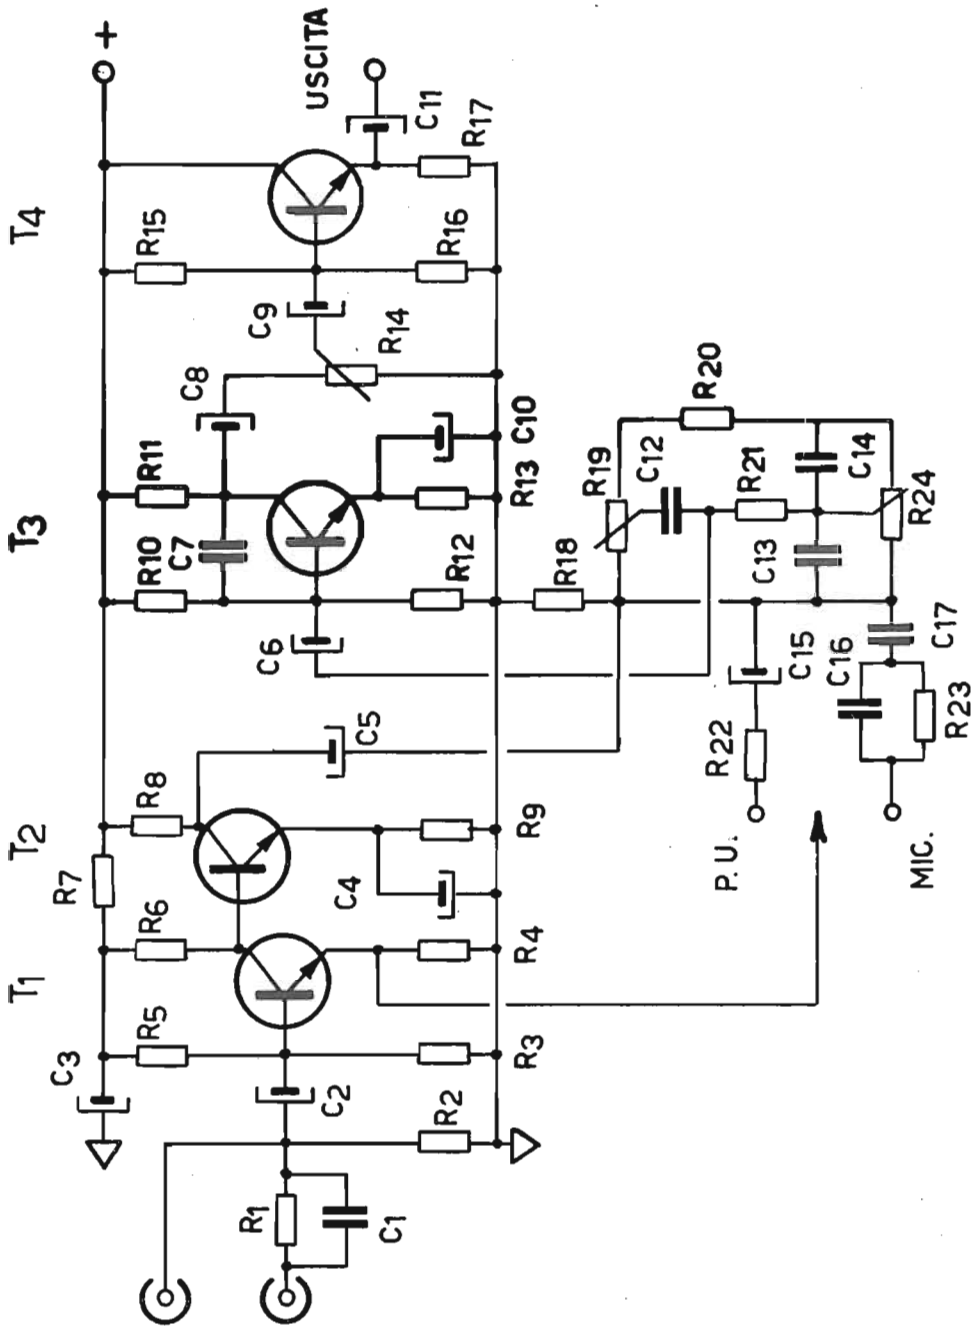 T1
T2
T3
T4
+
USCITA
C3
R7
R5
R6
R8
R10
R11
R15
C7
C8
C9
C6
C5
R14
C11
R1
C1
C2
R2
R3
R4
C4
R9
R12
R13
C10
R16
R17
R18
R19
C12
R20
R21
C13
C14
R24
P.U.
R22
C15
MIC.
C16
R23
C17